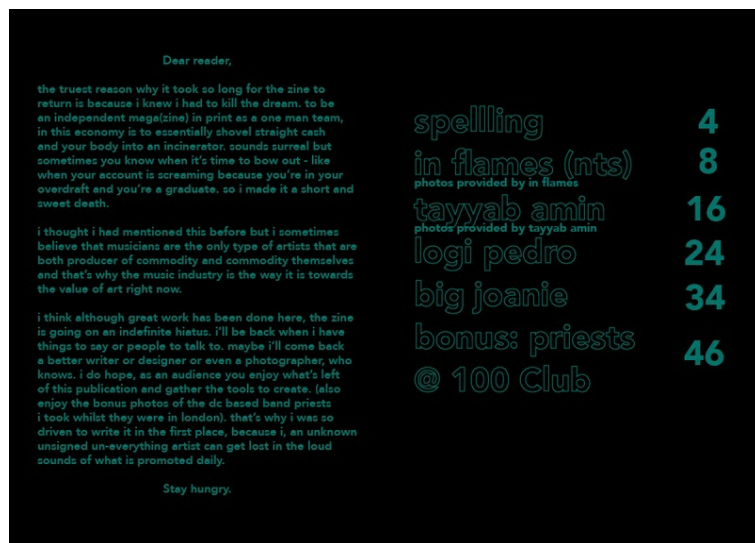 Dear reader,
the truest reason why it took so long for the zine to
return is because i knew i had to kill the dream. to be
an independent maga(zine) in print as a one man team,
in this economy is to essentially shovel straight cash
and your body into an incinerator. sounds surreal but
sometimes you know when it's time to bow out - like
when your account is screaming because you're in your
overdraft and you're a graduate. so i made it a short and
sweet death.
i thought i had mentioned this before but i sometimes
believe that musicians are the only type of artists that are
both producer of commodity and commodity themselves
and that's why the music industry is the way it is towards
the value of art right now.
i think although great work has been done here, the zine
is going on an indefinite hiatus. i'll be back when i have
things to say or people to talk to. maybe i'll come back
a better writer or designer or even a photographer, who
knows. i do hope, as an audience you enjoy what's left
of this publication and gather the tools to create. (also
enjoy the bonus photos of the dc based band priests
i took whilst they were in london). that's why i was so
driven to write it in the first place, because i, an unknown
unsigned un-everything artist can get lost in the loud
sounds of what is promoted daily.
Stay hungry.
spellling 4
in flames (nts) 8
photos provided by in flames
tayyab amin 16
photos provided by tayyab amin
logi pedro 24
big joanie 34
bonus: priests 46
@ 100 Club